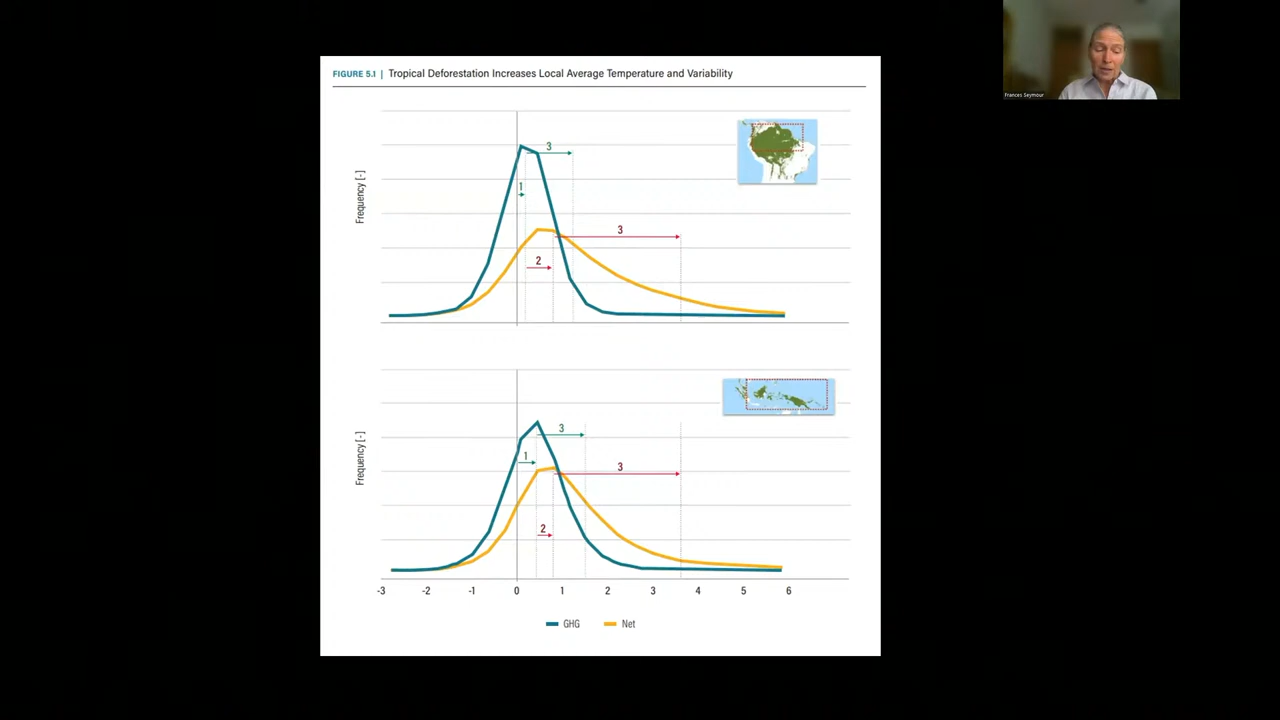 FIGURE 5.1 | Tropical Deforestation Increases Local Average Temperature and Variability
Frances Seymour
Frequency [-]
3
1
3
2
Frequency [-]
3
1
3
2
-3 -2 -1 0 1 2 3 4 5 6
GHG Net